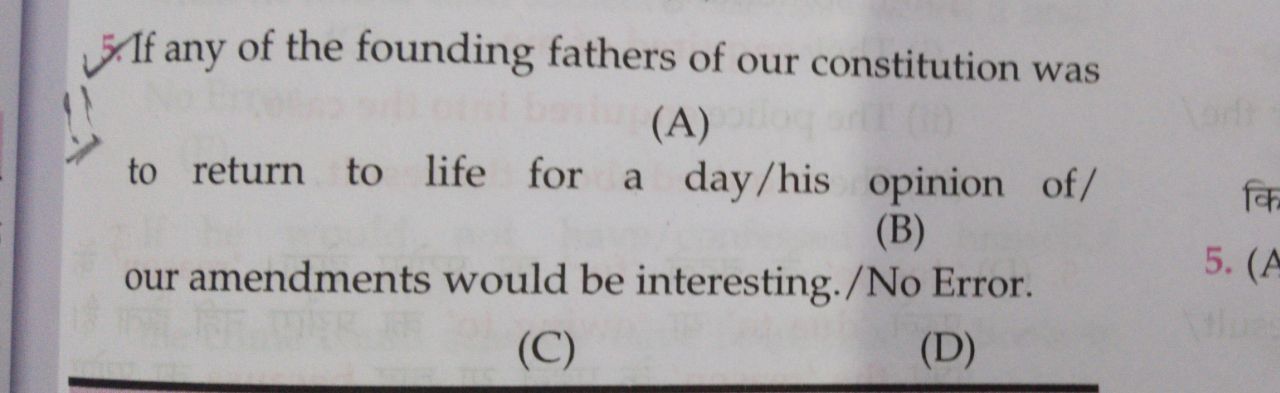 5. If any of the founding fathers of our constitution was
(A)
to return to life for a day/his opinion of/
(B)
our amendments would be interesting./No Error.
(C) (D)
5. (A